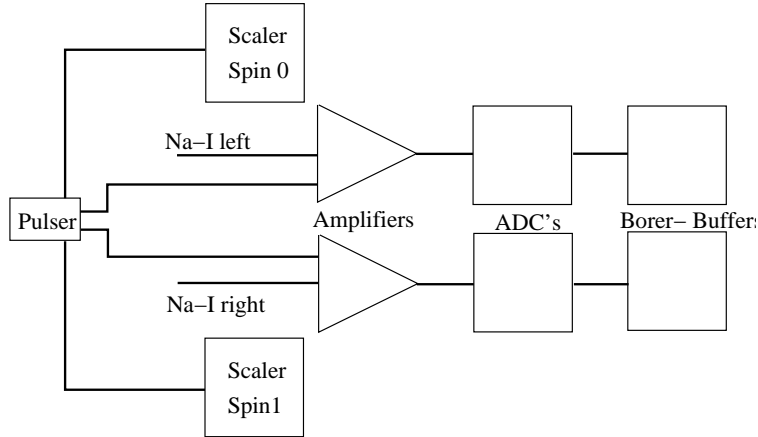 Scaler
Spin 0
Na–I left
Pulser
Amplifiers
ADC's
Borer– Buffers
Na–I right
Scaler
Spin1